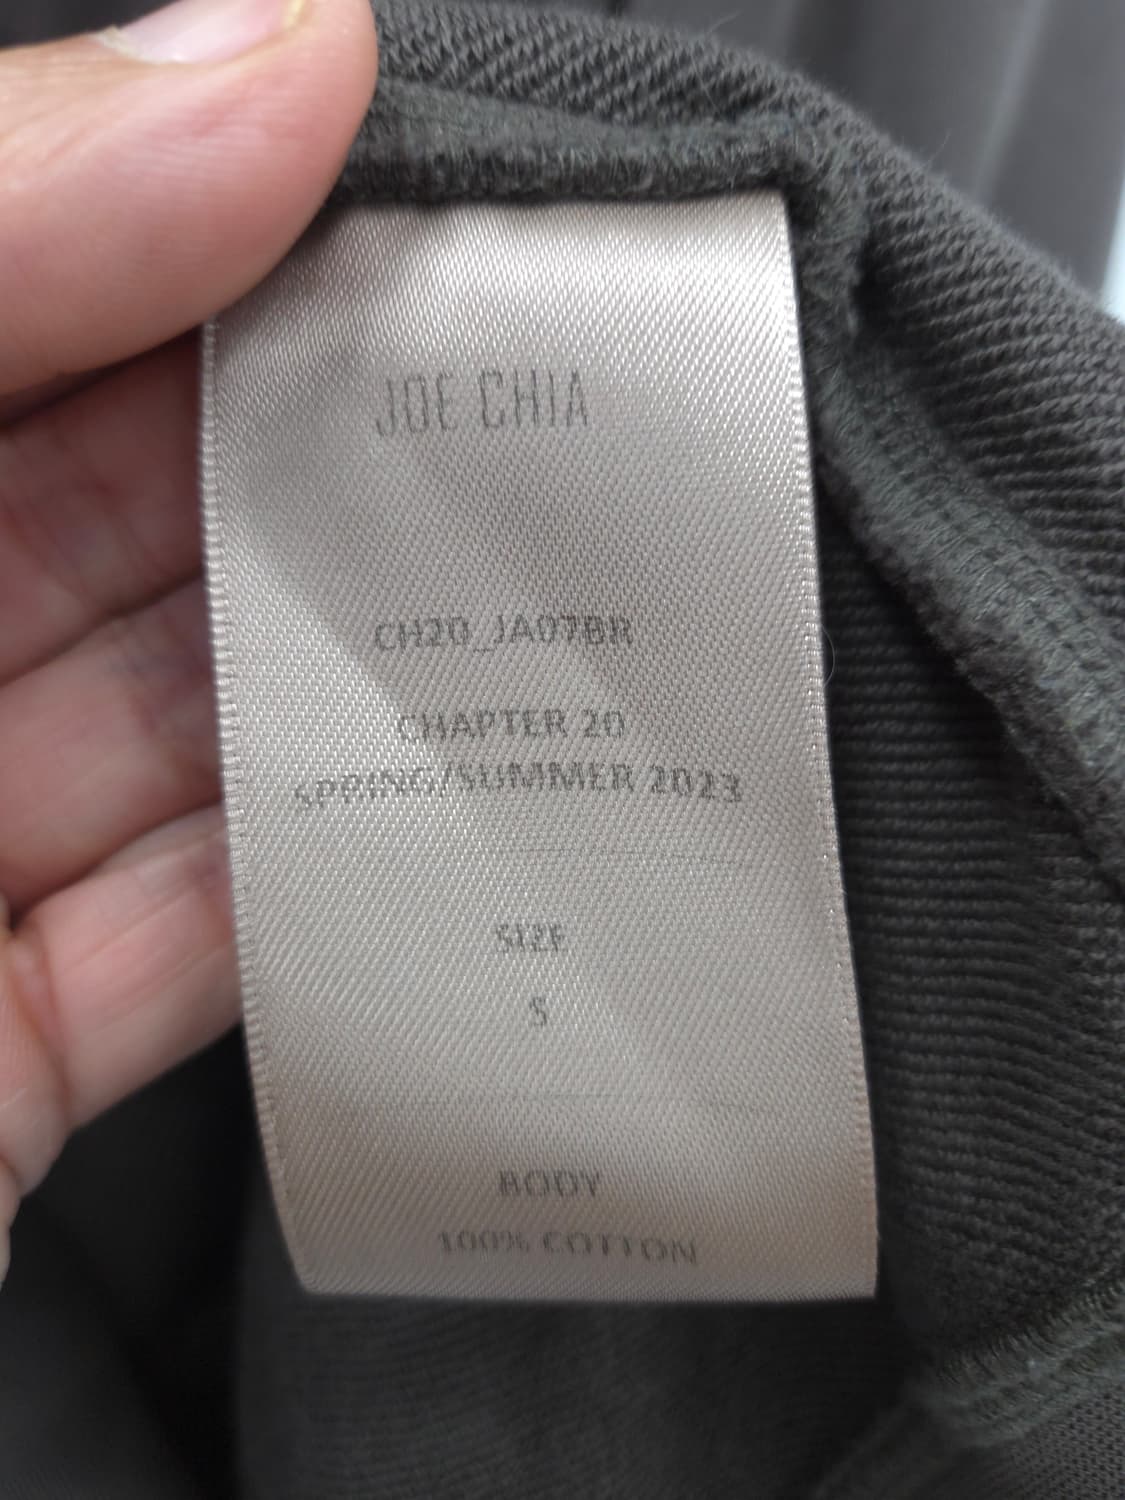 JOE CHIA
CH20_JA07BR
CHAPTER 20
SPRING/SUMMER 2023
SIZE
S
BODY
100% COTTON